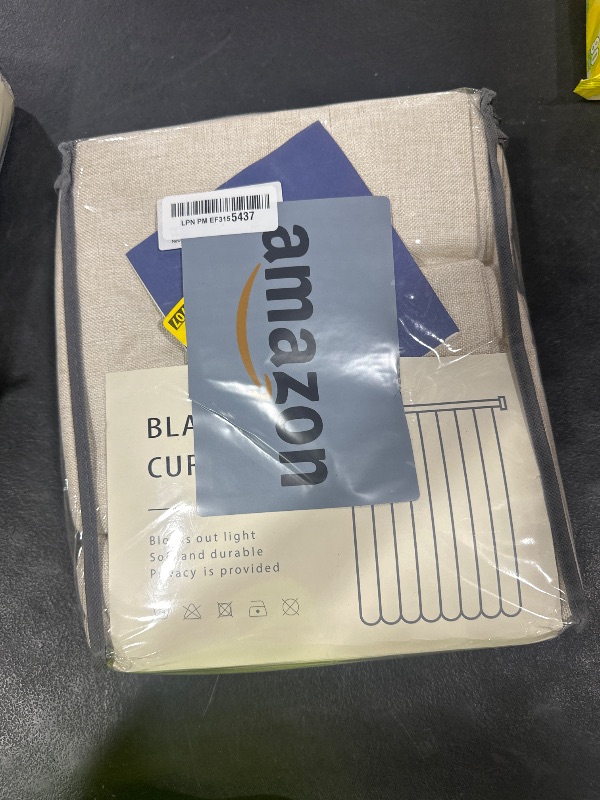 LPN PM EF3155437
amazon
BLA
CUR
Blocks out light
Soft and durable
Privacy is provided